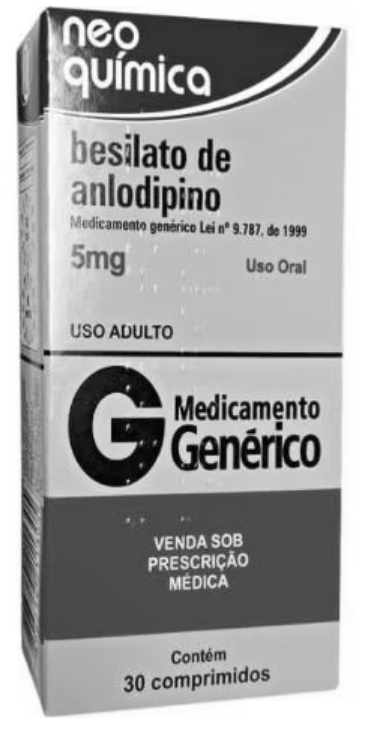 neo
química
besilato de
anlodipino
Medicamento genérico Lei nº 9.787, de 1999
5mg
Uso Oral
USO ADULTO
G Medicamento
Genérico
VENDA SOB
PRESCRIÇÃO
MÉDICA
Contém
30 comprimidos